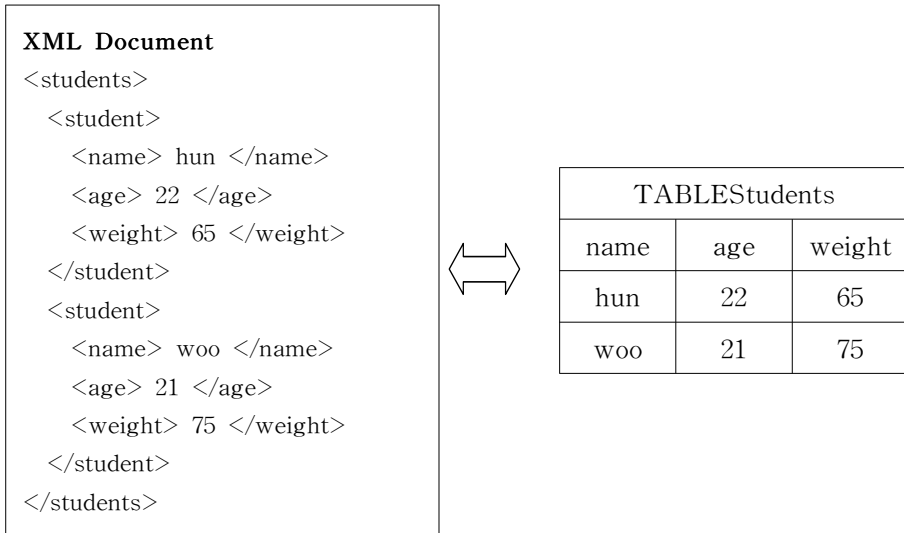 XML Document
<students>
<student>
<name> hun </name>
<age> 22 </age>
<weight> 65 </weight>
</student>
<student>
<name> woo </name>
<age> 21 </age>
<weight> 75 </weight>
</student>
</students>
TABLEStudents
name age weight
hun 22 65
woo 21 75